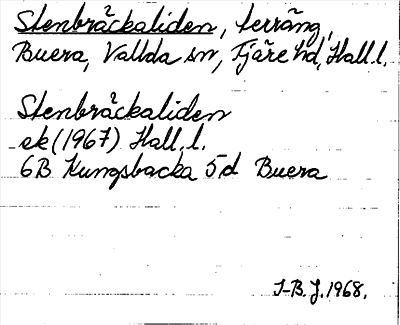 Stenbräckaliden, terräng,
Buera, Vallda sn, Fjäre hd, Hall. l.
Stenbräckaliden
ek (1967) Hall. l.
6B Kungsbacka 5d Buera
I-B. J. 1968.